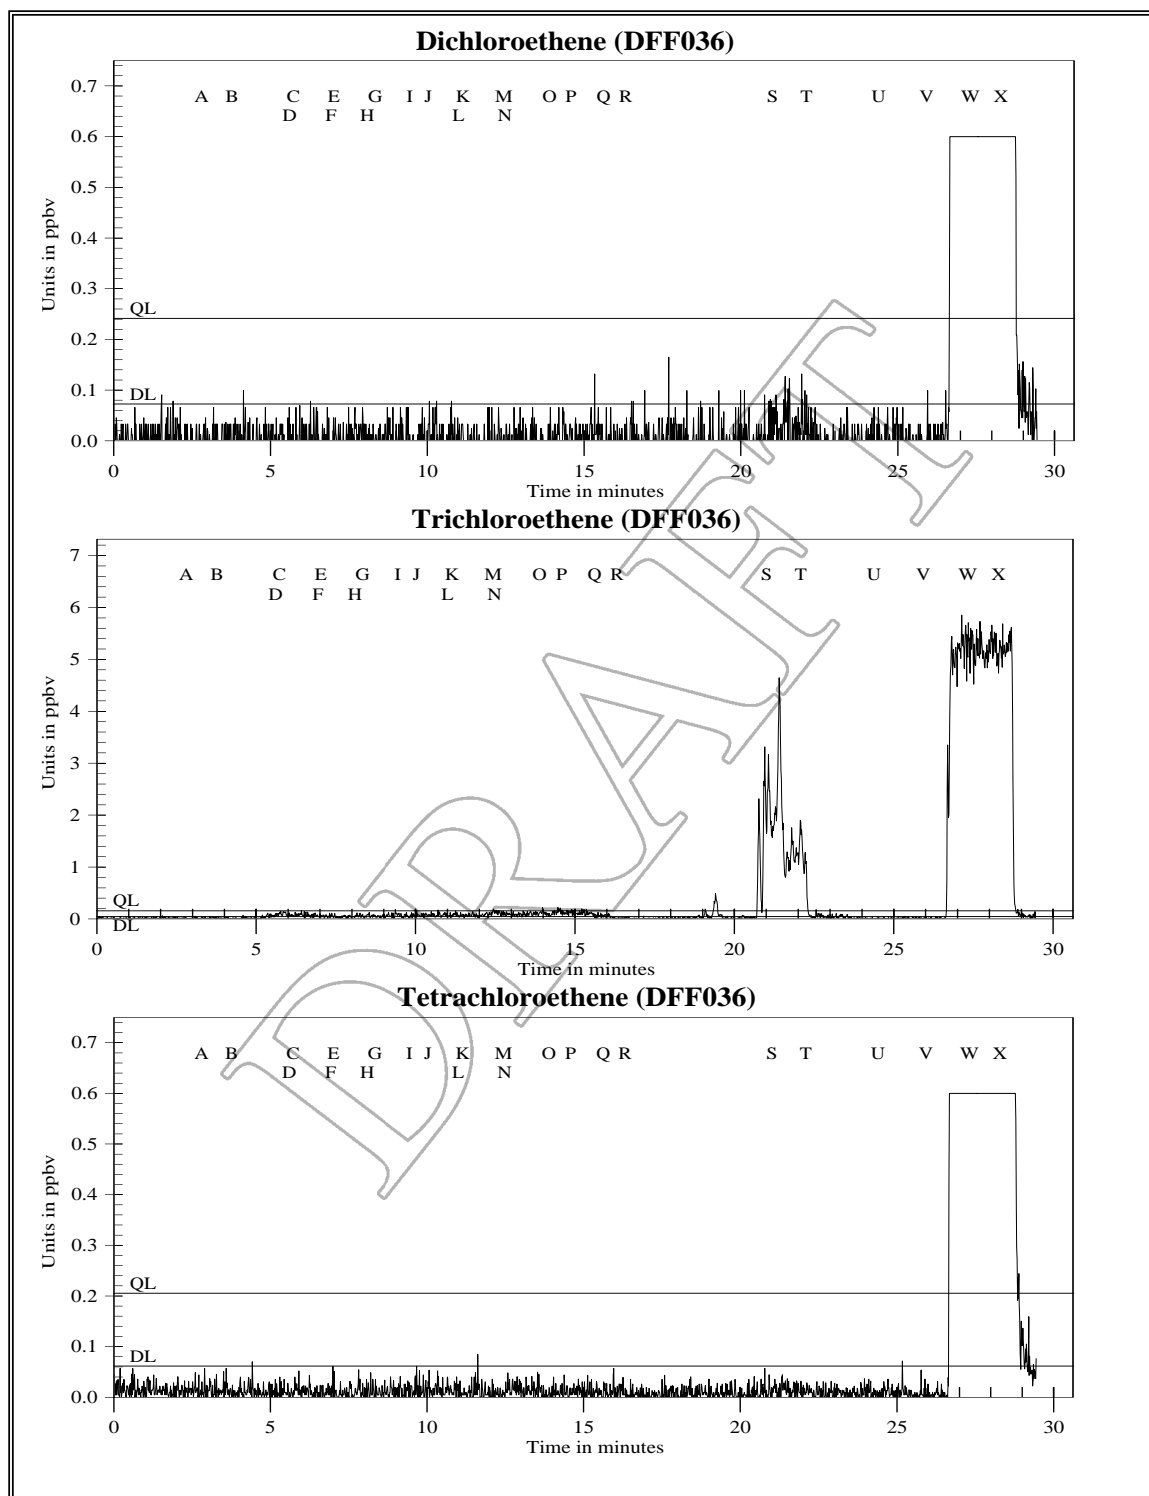 Dichloroethene (DFF036)
0.7
A B C E G I J K M O P Q R S T U V W X
D F H L N
0.6
0.5
Units in ppbv
0.4
0.3
QL
0.2
DL
0.1
0.0
0 5 10 15 20 25 30
Time in minutes
Trichloroethene (DFF036)
7
A B C E G I J K M O P Q R S T U V W X
D F H L N
6
5
Units in ppbv
4
3
2
1
QL
0
DL
0 5 10 15 20 25 30
Time in minutes
Tetrachloroethene (DFF036)
0.7
A B C E G I J K M O P Q R S T U V W X
D F H L N
0.6
0.5
Units in ppbv
0.4
0.3
QL
0.2
DL
0.1
0.0
0 5 10 15 20 25 30
Time in minutes
DRAFT